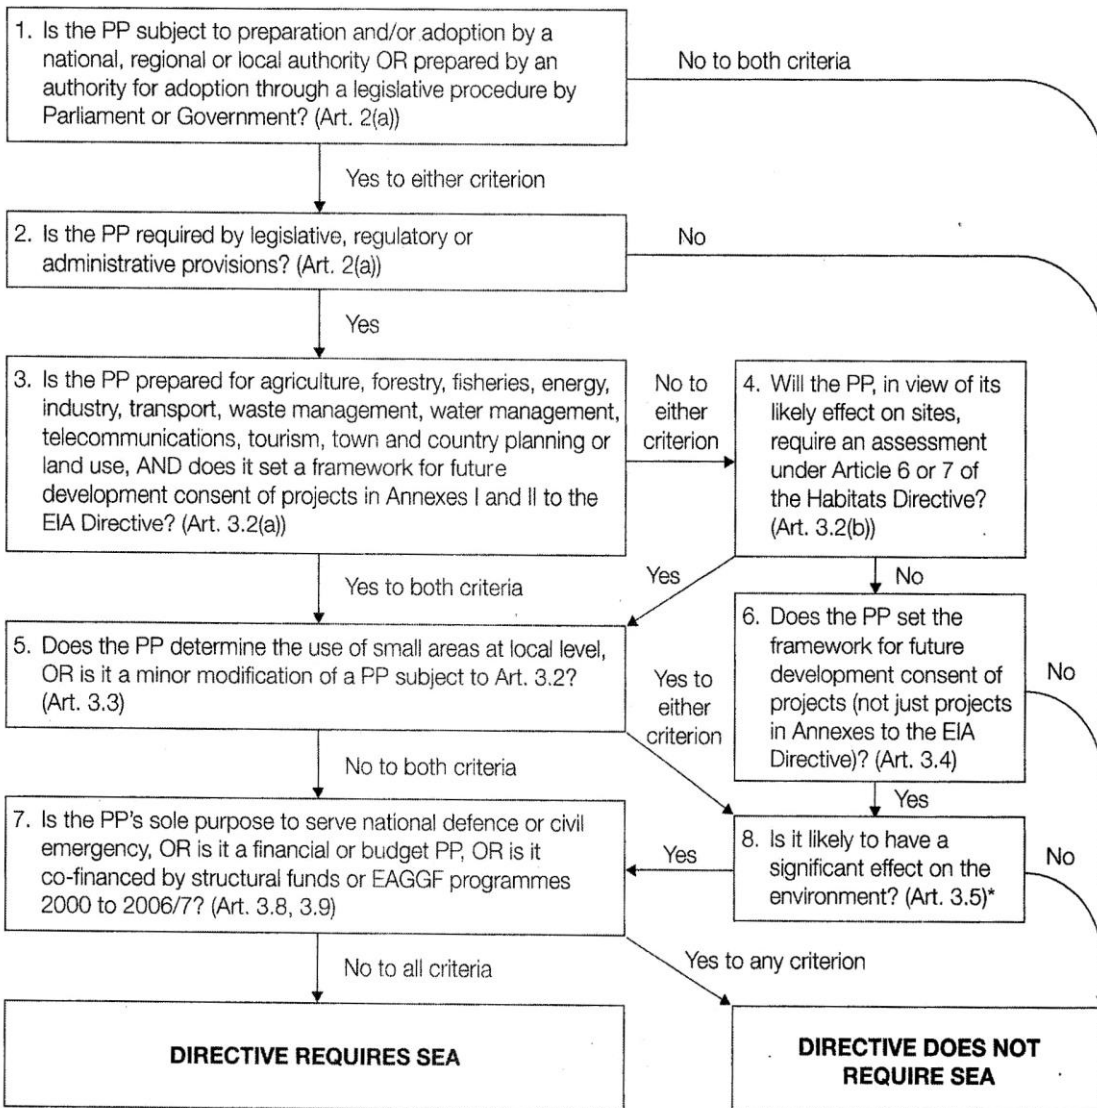 1. Is the PP subject to preparation and/or adoption by a
national, regional or local authority OR prepared by an
authority for adoption through a legislative procedure by
Parliament or Government? (Art. 2(a))
No to both criteria
Yes to either criterion
2. Is the PP required by legislative, regulatory or
administrative provisions? (Art. 2(a))
No
Yes
3. Is the PP prepared for agriculture, forestry, fisheries, energy,
industry, transport, waste management, water management,
telecommunications, tourism, town and country planning or
land use, AND does it set a framework for future
development consent of projects in Annexes I and II to the
EIA Directive? (Art. 3.2(a))
No to
either
criterion
4. Will the PP, in view of its
likely effect on sites,
require an assessment
under Article 6 or 7 of
the Habitats Directive?
(Art. 3.2(b))
Yes to both criteria
Yes
No
5. Does the PP determine the use of small areas at local level,
OR is it a minor modification of a PP subject to Art. 3.2?
(Art. 3.3)
Yes to
either
criterion
6. Does the PP set the
framework for future
development consent of
projects (not just projects
in Annexes to the EIA
Directive)? (Art. 3.4)
No
No to both criteria
Yes
7. Is the PP's sole purpose to serve national defence or civil
emergency, OR is it a financial or budget PP, OR is it
co-financed by structural funds or EAGGF programmes
2000 to 2006/7? (Art. 3.8, 3.9)
Yes
8. Is it likely to have a
significant effect on the
environment? (Art. 3.5)*
No
No to all criteria
Yes to any criterion
DIRECTIVE REQUIRES SEA
DIRECTIVE DOES NOT
REQUIRE SEA